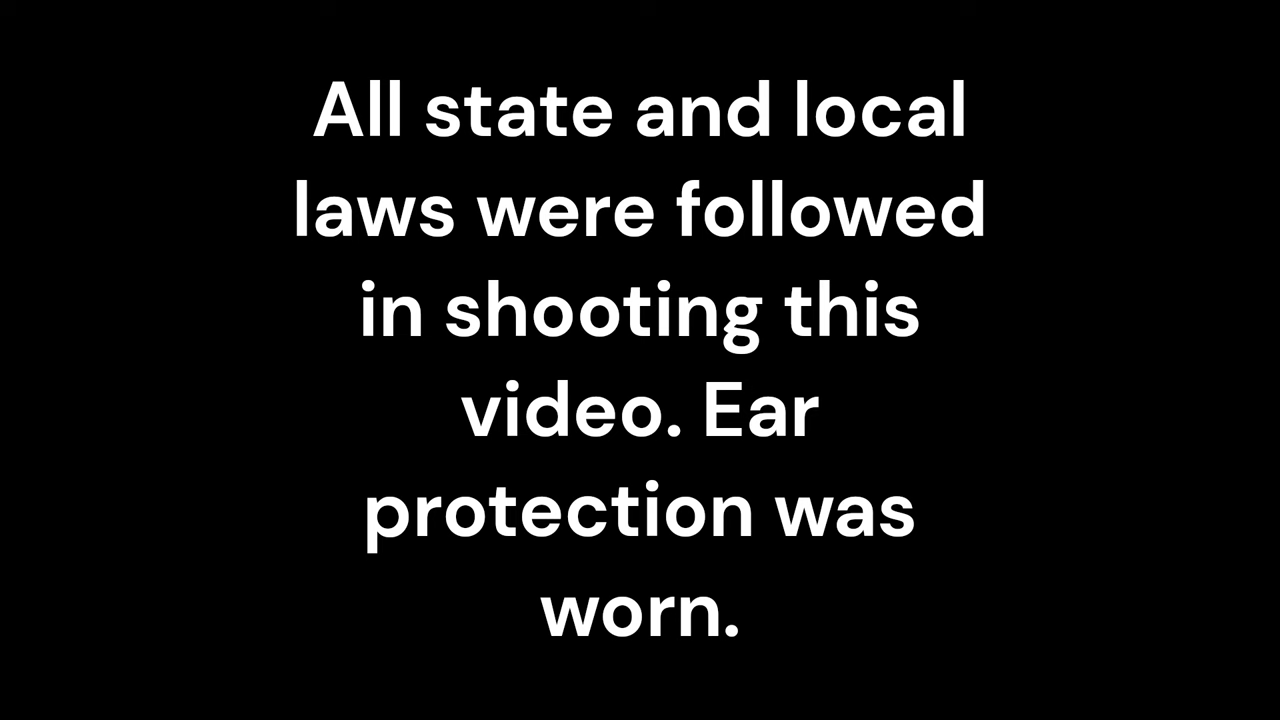 All state and local
laws were followed
in shooting this
video. Ear
protection was
worn.